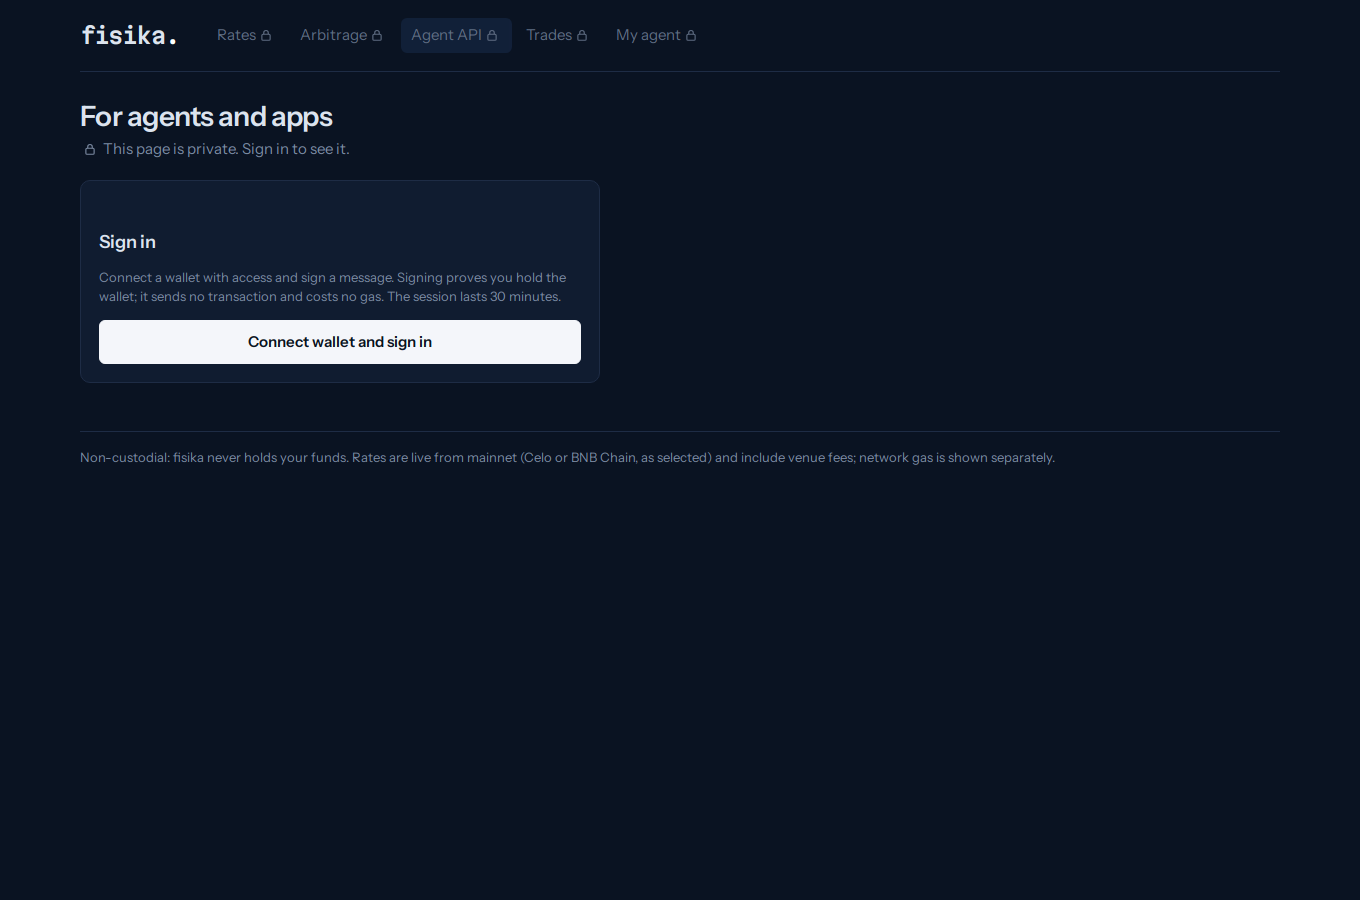 fisika.
Rates
Arbitrage
Agent API
Trades
My agent
For agents and apps
This page is private. Sign in to see it.
Sign in
Connect a wallet with access and sign a message. Signing proves you hold the
wallet; it sends no transaction and costs no gas. The session lasts 30 minutes.
Connect wallet and sign in
Non-custodial: fisika never holds your funds. Rates are live from mainnet (Celo or BNB Chain, as selected) and include venue fees; network gas is shown separately.